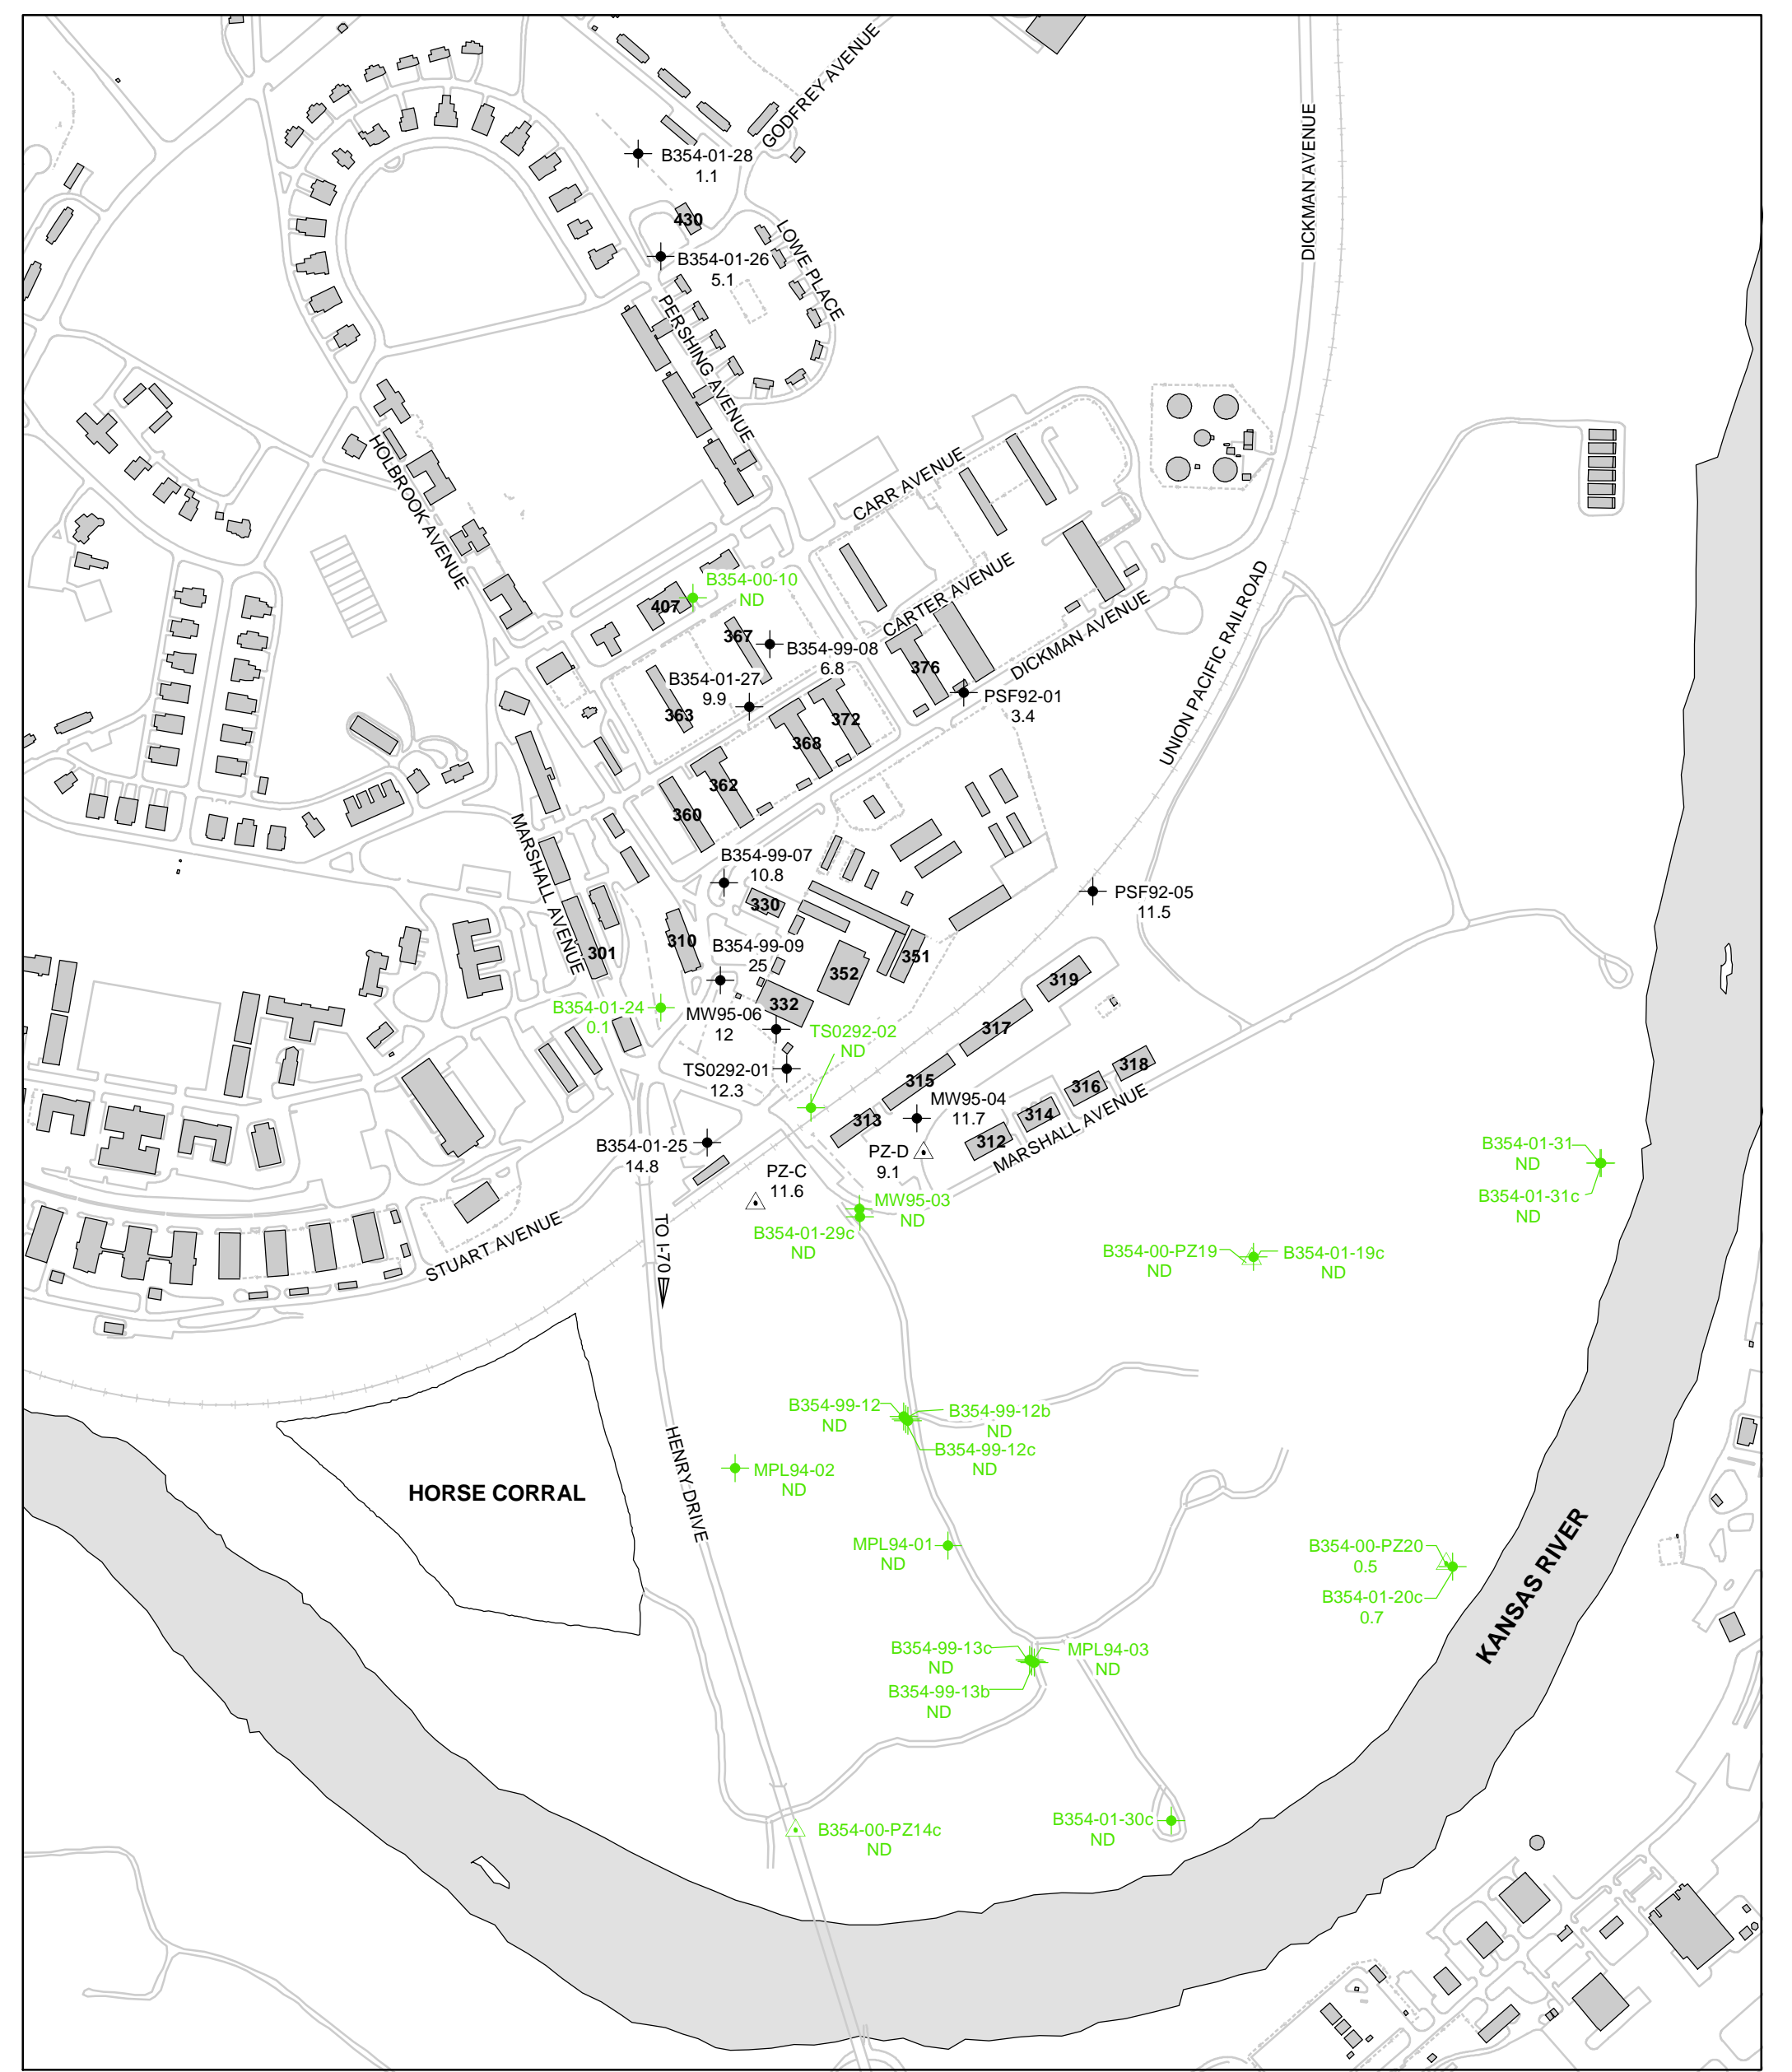 GODFREY AVENUE
DICKMAN AVENUE
B354-01-28
1.1
430
LOWE PLACE
B354-01-26
5.1
PERSHING AVENUE
HOLBROOK AVENUE
CARR AVENUE
CARTER AVENUE
DICKMAN AVENUE
UNION PACIFIC RAILROAD
B354-00-10
ND
407
367
B354-99-08
6.8
376
B354-01-27
9.9
363
PSF92-01
3.4
372
368
362
360
MARSHALL AVENUE
B354-99-07
10.8
330
PSF92-05
11.5
310
301
B354-99-09
25
352
351
319
B354-01-24
0.1
332
MW95-06
12
TS0292-02
ND
317
TS0292-01
12.3
315
318
316
MW95-04
11.7
314
313
312
MARSHALL AVENUE
B354-01-25
14.8
PZ-D
9.1
PZ-C
11.6
B354-01-31
ND
B354-01-31c
ND
MW95-03
ND
B354-01-29c
ND
STUART AVENUE
TO I-70
B354-00-PZ19
ND
B354-01-19c
ND
B354-99-12
ND
B354-99-12b
ND
B354-99-12c
ND
MPL94-02
ND
HORSE CORRAL
HENRY DRIVE
MPL94-01
ND
B354-00-PZ20
0.5
B354-01-20c
0.7
KANSAS RIVER
B354-99-13c
ND
MPL94-03
ND
B354-99-13b
ND
B354-01-30c
ND
B354-00-PZ14c
ND